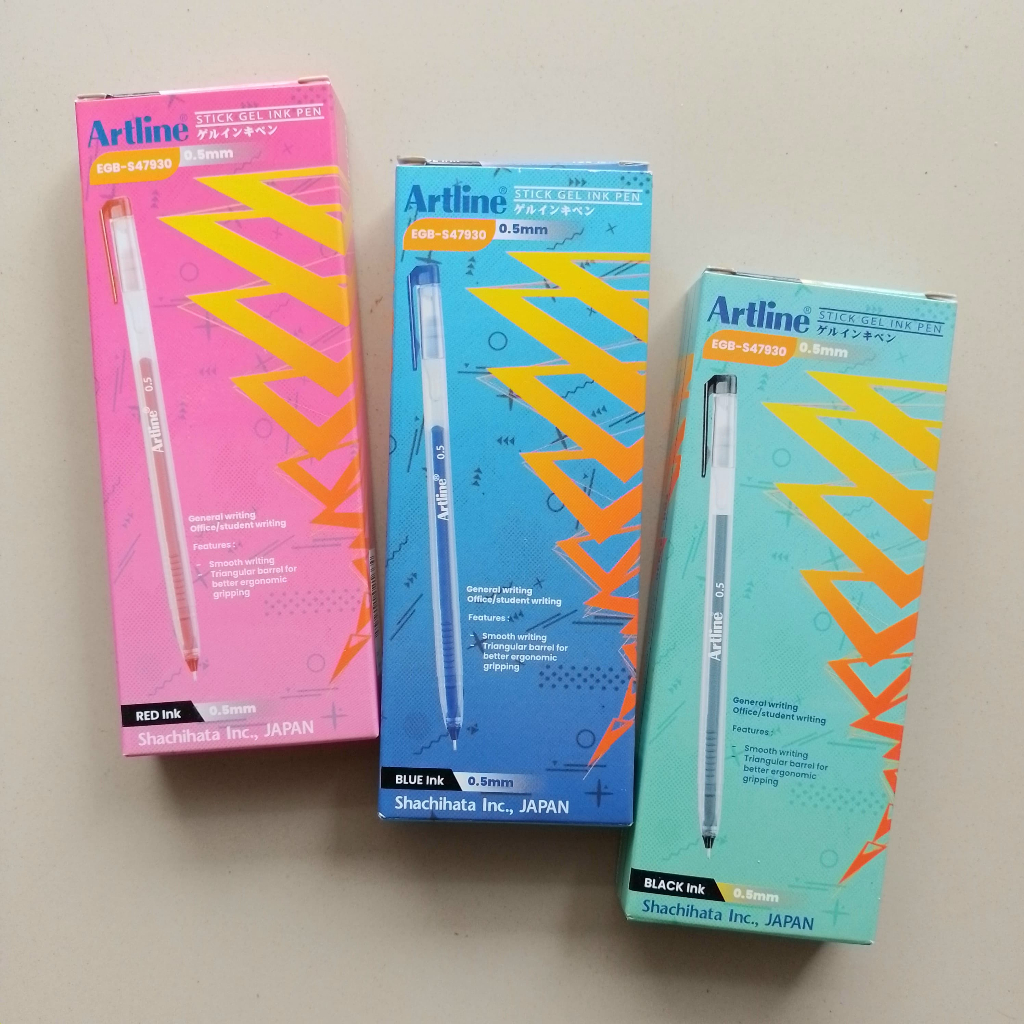 Artline®
STICK GEL INK PEN
ゲルインキペン
EGB-S47930
0.5mm
0.5
Artline
General writing
Office/student writing
Features :
- Smooth writing
Triangular barrel for
better ergonomic
gripping
RED Ink
0.5mm
Shachihata Inc., JAPAN
Artline®
STICK GEL INK PEN
ゲルインキペン
EGB-S47930
0.5mm
0.5
Artline®
General writing
Office/student writing
Features :
- Smooth writing
Triangular barrel for
better ergonomic
gripping
BLUE Ink
0.5mm
Shachihata Inc., JAPAN
Artline®
STICK GEL INK PEN
ゲルインキペン
EGB-S47930
0.5mm
0.5
Artline
General writing
Office/student writing
Features :
- Smooth writing
Triangular barrel for
better ergonomic
gripping
BLACK Ink
0.5mm
Shachihata Inc., JAPAN